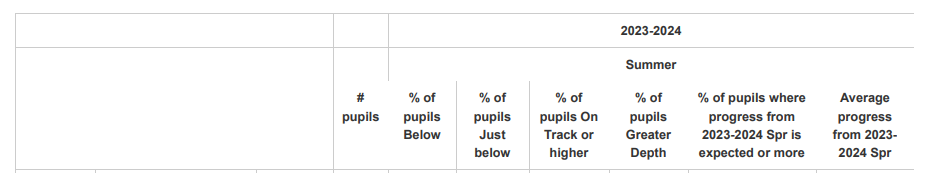 2023-2024
Summer
# pupils
% of pupils Below
% of pupils Just below
% of pupils On Track or higher
% of pupils Greater Depth
% of pupils where progress from 2023-2024 Spr is expected or more
Average progress from 2023-2024 Spr